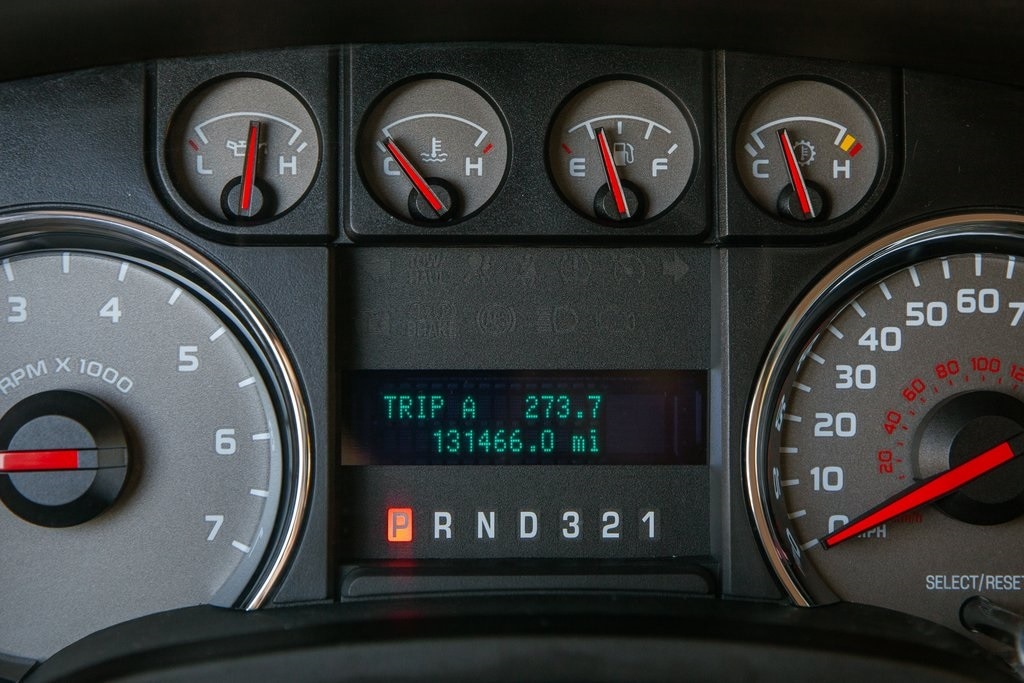 L H
C H
E F
C H
3 4 5 6 7
RPM X 1000
TRIP A 273.7
131466.0 mi
P R N D 3 2 1
0 10 20 30 40 50 60
20 40 60 80 100
MPH
SELECT/RESET